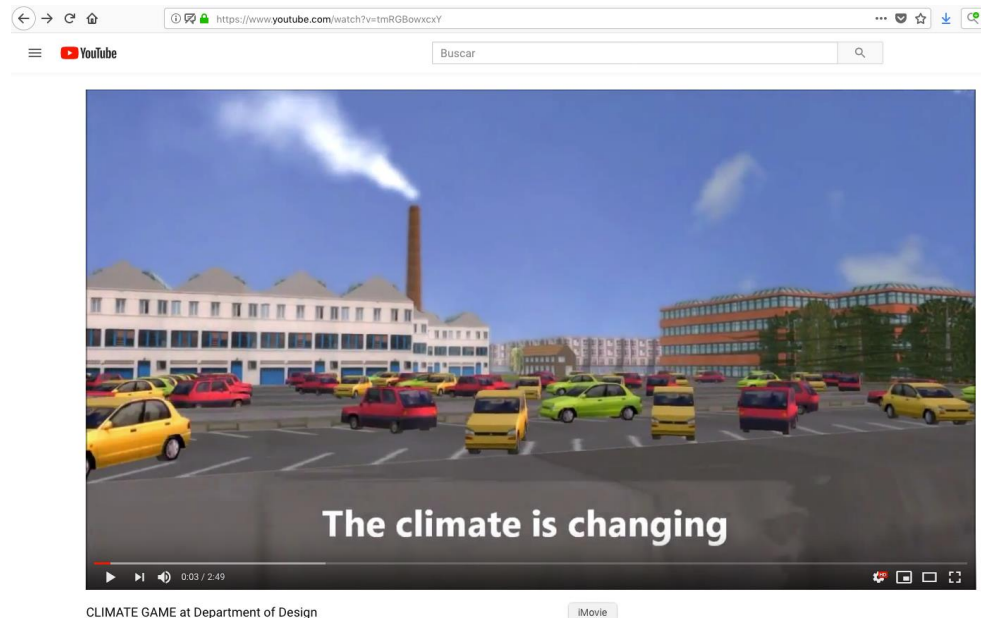 https://www.youtube.com/watch?v=tmRGBowxcxY
YouTube
Buscar
The climate is changing
0:03 / 2:49
HD
CLIMATE GAME at Department of Design
iMovie